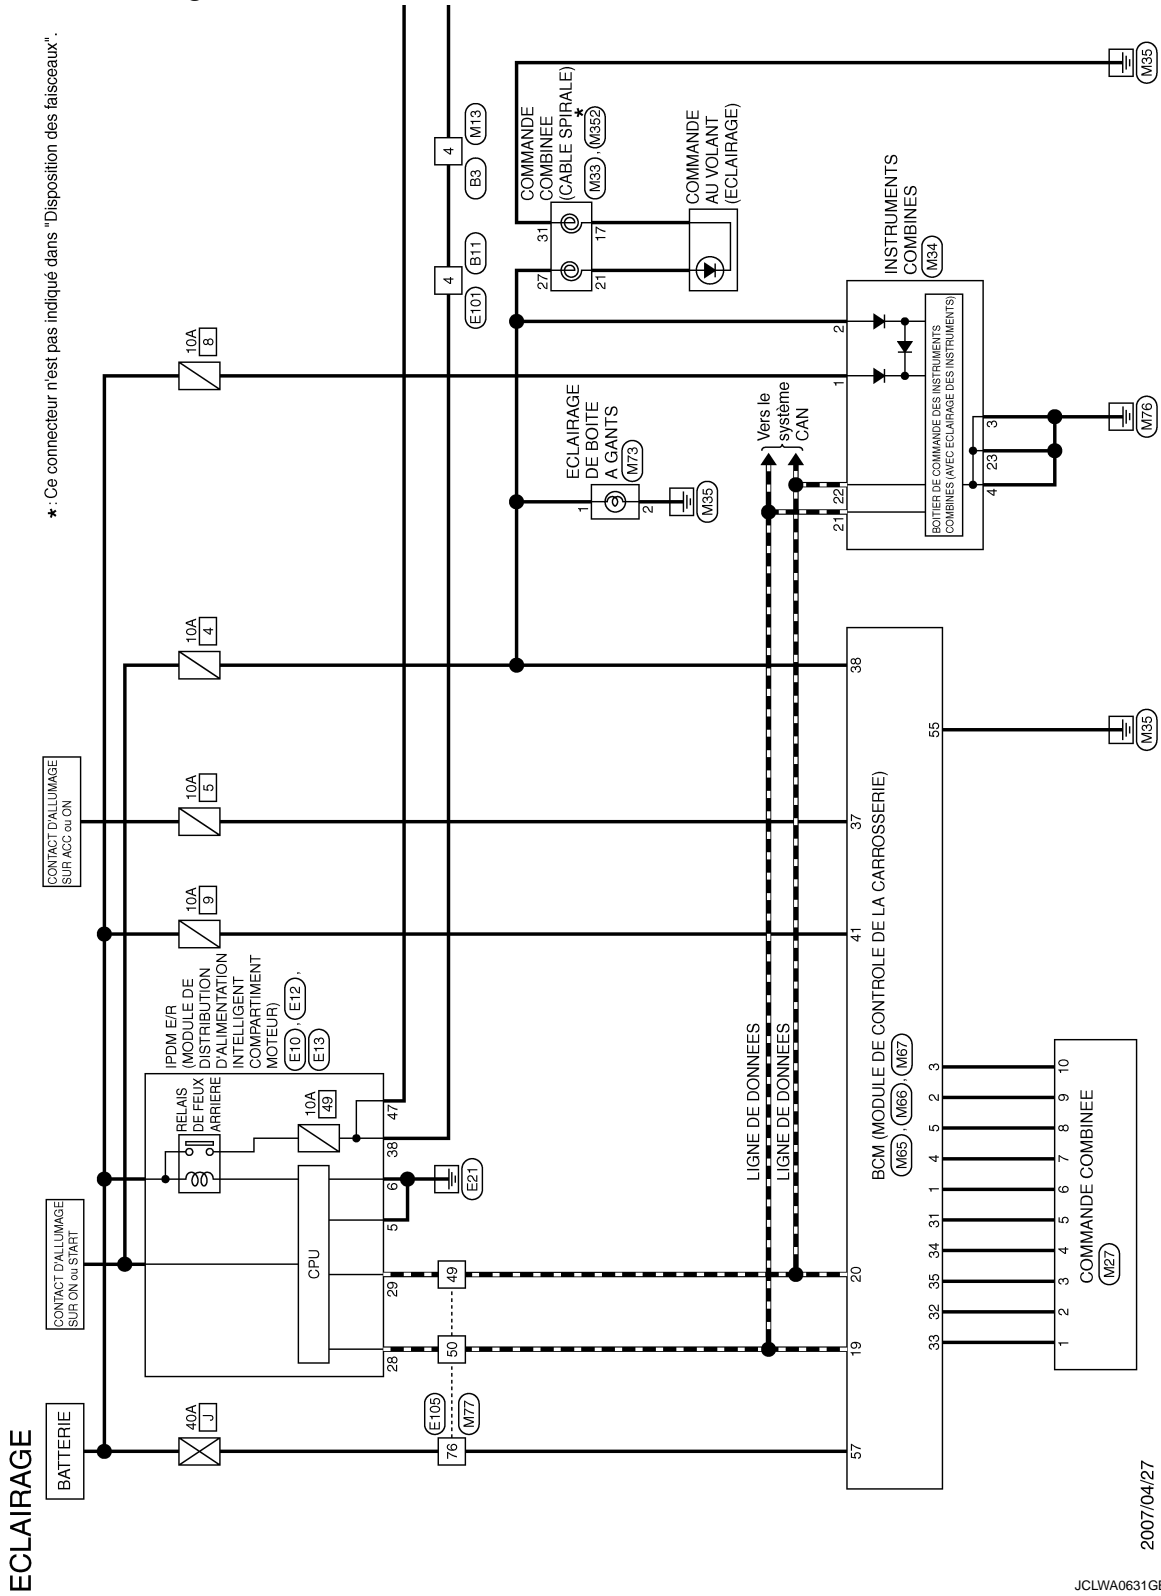 ECLAIRAGE
* : Ce connecteur n'est pas indiqué dans "Disposition des faisceaux".
BATTERIE
CONTACT D'ALLUMAGE
SUR ON ou START
CONTACT D'ALLUMAGE
SUR ACC ou ON
40A
J
IPDM E/R
(MODULE DE
DISTRIBUTION
D'ALIMENTATION
INTELLIGENT
COMPARTIMENT
MOTEUR)
E10 , E12 ,
E13
RELAIS
DE FEUX
ARRIERE
10A
49
CPU
10A
9
10A
5
10A
4
10A
8
28
29
5
6
38
47
E21
E105
M77
76
50
49
E101
4
B11
B3
4
M13
COMMANDE
COMBINEE
(CABLE SPIRALE)
*
M33 , M352
27
31
21
17
COMMANDE
AU VOLANT
(ECLAIRAGE)
ECLAIRAGE
DE BOITE
A GANTS
M73
1
2
M35
Vers le
système
CAN
LIGNE DE DONNEES
LIGNE DE DONNEES
INSTRUMENTS
COMBINES
M34
21
22
1
2
BOITIER DE COMMANDE DES INSTRUMENTS
COMBINES (AVEC ECLAIRAGE DES INSTRUMENTS)
4
23
3
M76
M35
57
19
20
41
37
38
BCM (MODULE DE CONTROLE DE LA CARROSSERIE)
M65 , M66 , M67
33
32
35
34
31
1
4
5
2
3
55
M35
1
2
3
4
5
6
7
8
9
10
COMMANDE COMBINEE
M27
2007/04/27